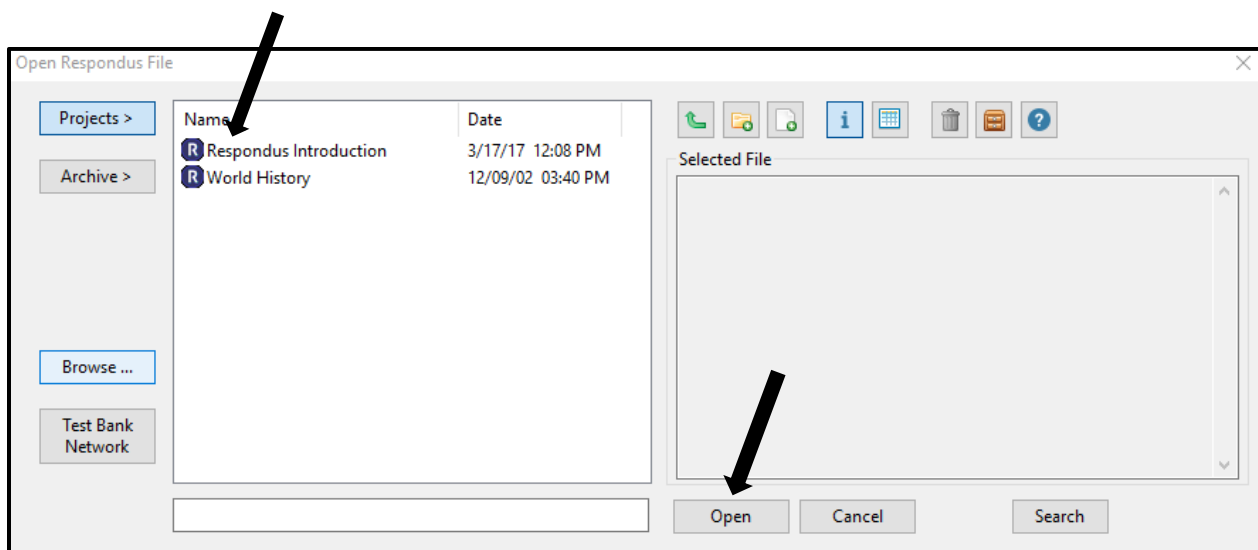 Open Respondus File
Projects >
Archive >
Browse ...
Test Bank
Network
Name Date
R Respondus Introduction 3/17/17 12:08 PM
R World History 12/09/02 03:40 PM
i ?
Selected File
Open Cancel Search